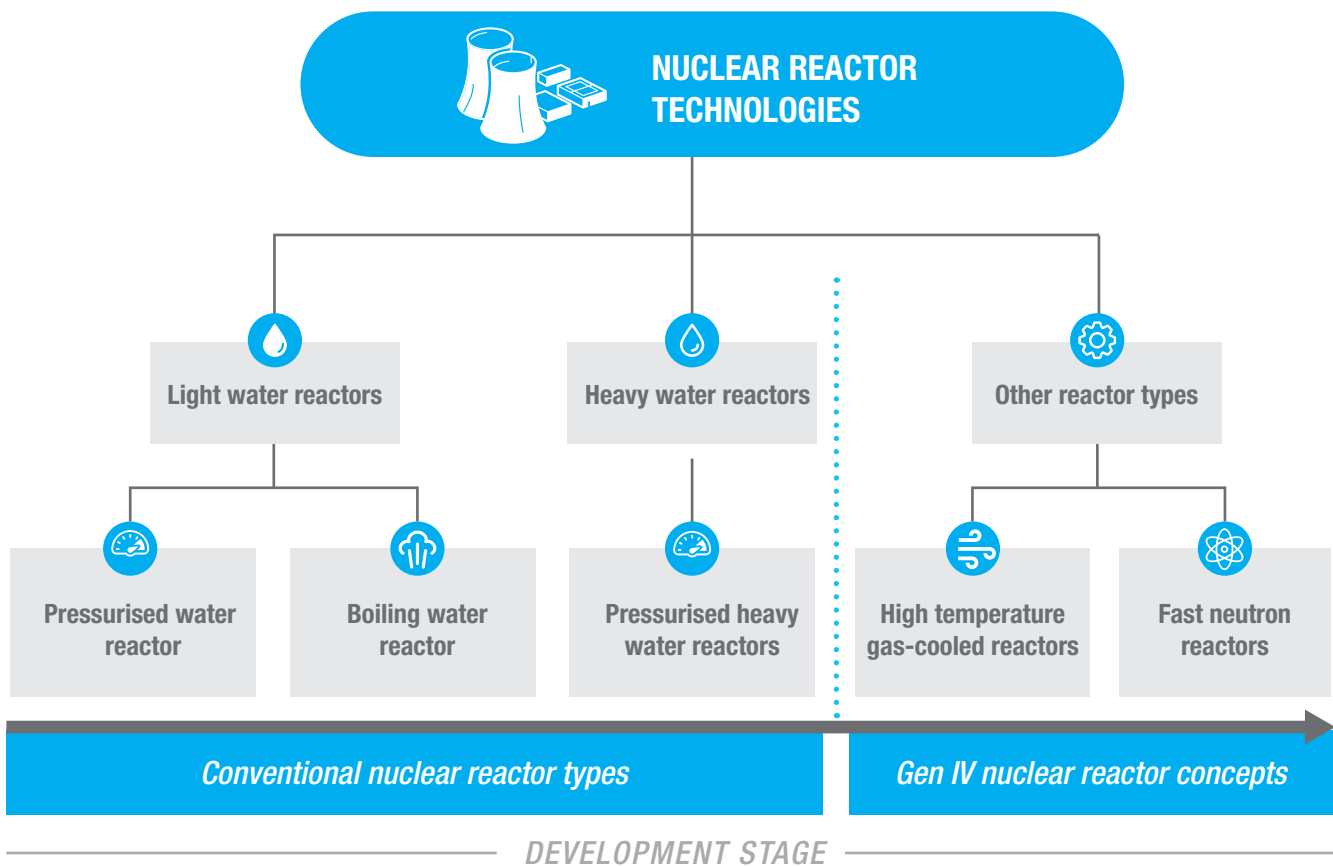 NUCLEAR REACTOR
TECHNOLOGIES
Light water reactors
Heavy water reactors
Other reactor types
Pressurised water
reactor
Boiling water
reactor
Pressurised heavy
water reactors
High temperature
gas-cooled reactors
Fast neutron
reactors
Conventional nuclear reactor types
Gen IV nuclear reactor concepts
DEVELOPMENT STAGE